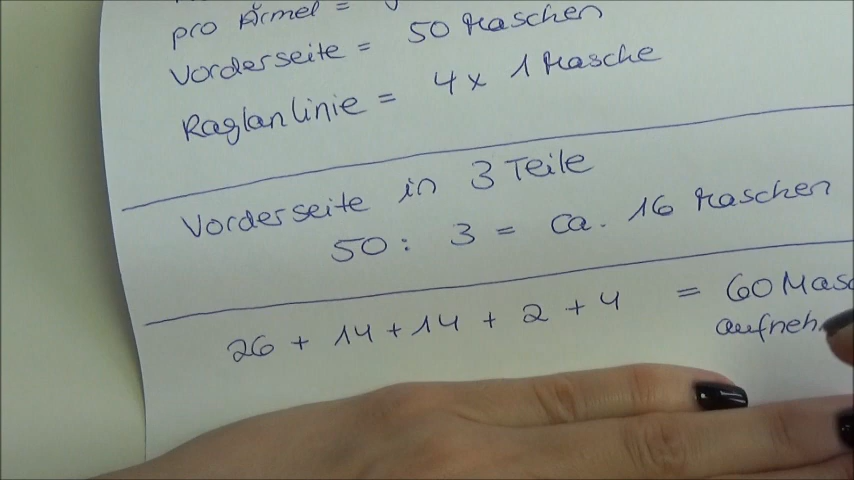 pro Ärmel =
Vorderseite = 50 Maschen
Raglanlinie = 4 x 1 Masche
Vorderseite in 3 Teile
50 : 3 = ca. 16 Maschen
26 + 14 + 14 + 2 + 4 = 60 Masc
aufneh